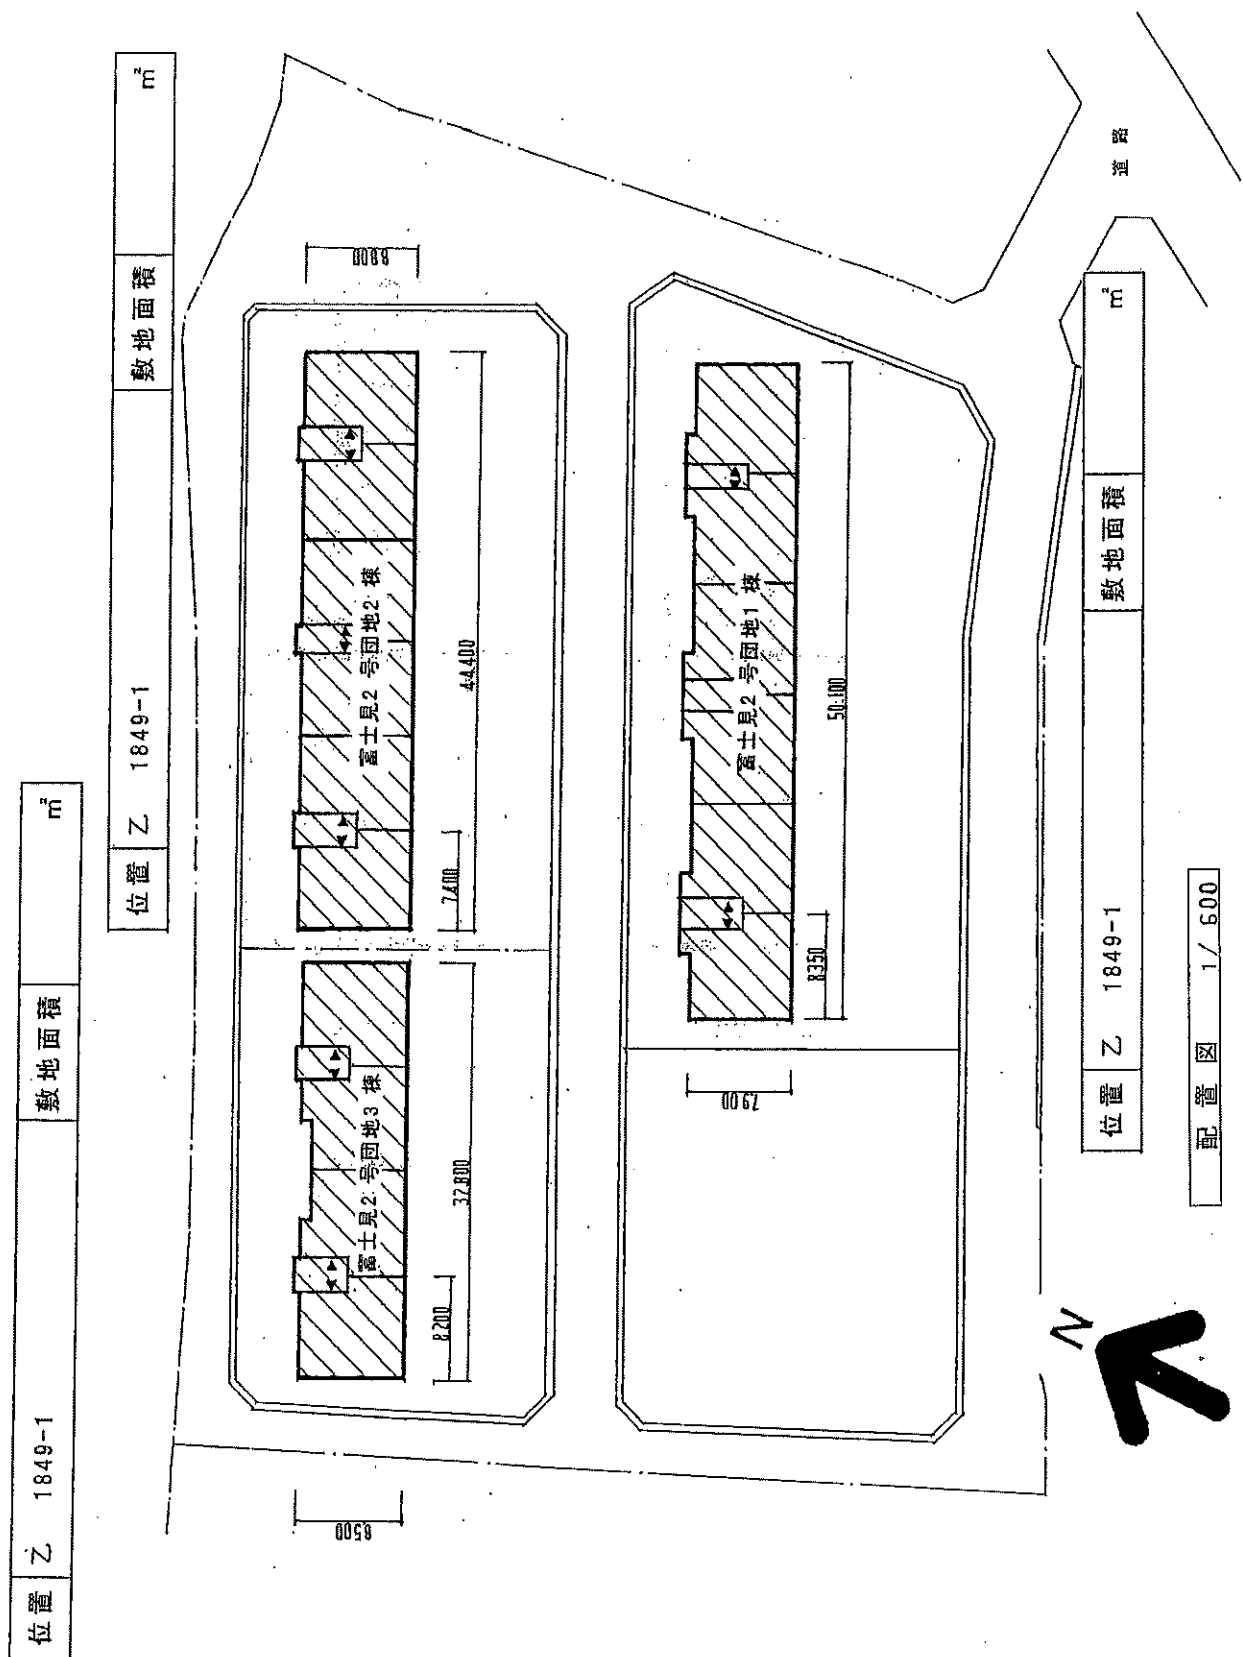 位置 乙 1849-1 敷地面積 ㎡
位置 乙 1849-1 敷地面積 ㎡
富士見2 号団地3 棟
富士見2 号団地2 棟
8,200
37,800
6,500
7,400
44,400
富士見2 号団地1 棟
8,350
50,100
7,900
道路
位置 乙 1849-1 敷地面積 ㎡
配置図 1/600
N